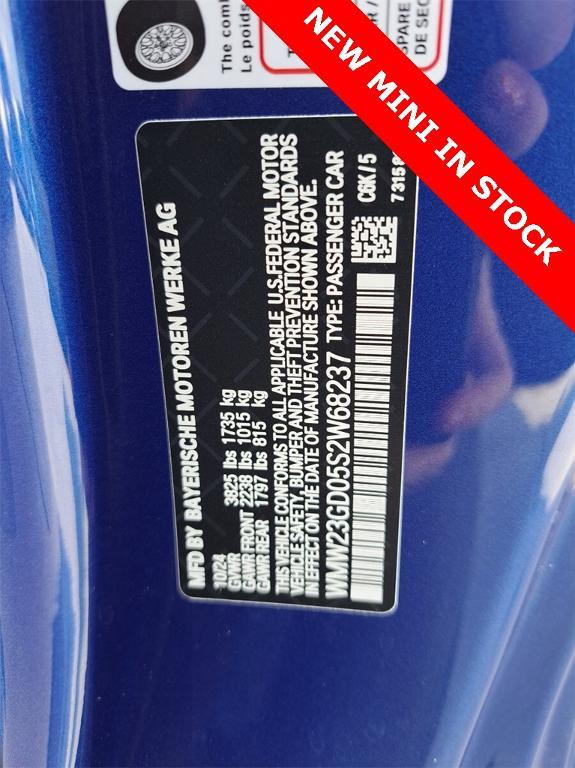 The comb
Le poids
SPARE
DE SEC
NEW MINI IN STOCK
MFD BY BAYERISCHE MOTOREN WERKE AG
10/24
GVWR 3825 lbs 1735 kg
GAWR FRONT 2238 lbs 1015 kg
GAWR REAR 1797 lbs 815 kg
THIS VEHICLE CONFORMS TO ALL APPLICABLE U.S.FEDERAL MOTOR
VEHICLE SAFETY, BUMPER AND THEFT PREVENTION STANDARDS
IN EFFECT ON THE DATE OF MANUFACTURE SHOWN ABOVE.
WMW23GD05S2W68237 TYPE: PASSENGER CAR
C6K/5
7315